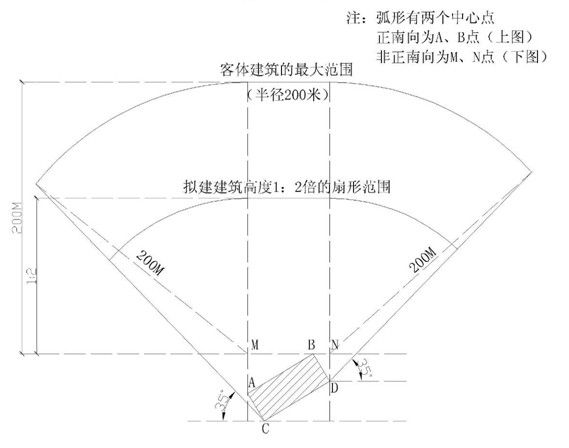 注：弧形有两个中心点
正南向为A、B点（上图）
非正南向为M、N点（下图）
客体建筑的最大范围
（半径200米）
拟建建筑高度1：2倍的扇形范围
200M
1:2
200M
200M
M
B
N
A
D
C
35°
35°